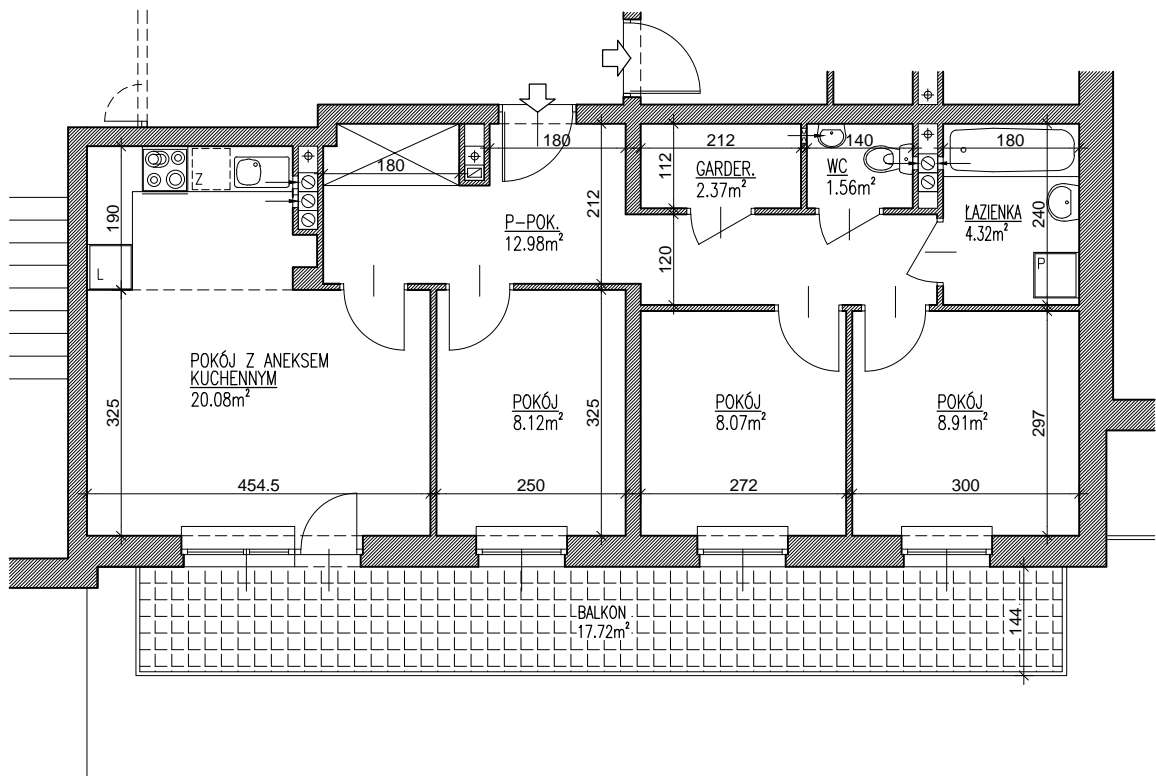 180
212
140
180
180
112
GARDER.
2.37m²
WC
1.56m²
Z
190
212
P-POK.
12.98m²
120
ŁAZIENKA
4.32m²
240
L
P
POKÓJ Z ANEKSEM
KUCHENNYM
20.08m²
325
POKÓJ
8.12m²
325
POKÓJ
8.07m²
POKÓJ
8.91m²
297
454.5
250
272
300
BALKON
17.72m²
144